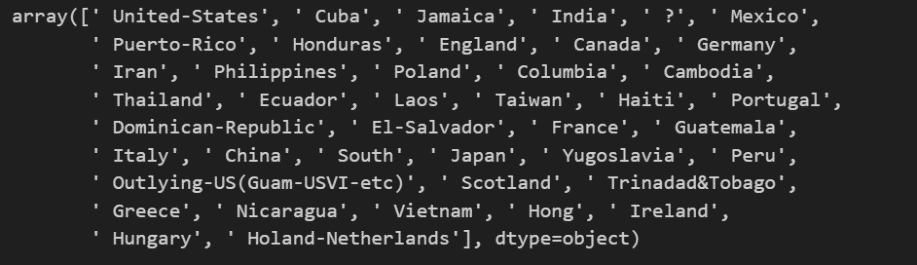 array([' United-States', ' Cuba', ' Jamaica', ' India', ' ?', ' Mexico',
' Puerto-Rico', ' Honduras', ' England', ' Canada', ' Germany',
' Iran', ' Philippines', ' Poland', ' Columbia', ' Cambodia',
' Thailand', ' Ecuador', ' Laos', ' Taiwan', ' Haiti', ' Portugal',
' Dominican-Republic', ' El-Salvador', ' France', ' Guatemala',
' Italy', ' China', ' South', ' Japan', ' Yugoslavia', ' Peru',
' Outlying-US(Guam-USVI-etc)', ' Scotland', ' Trinadad&Tobago',
' Greece', ' Nicaragua', ' Vietnam', ' Hong', ' Ireland',
' Hungary', ' Holand-Netherlands'], dtype=object)